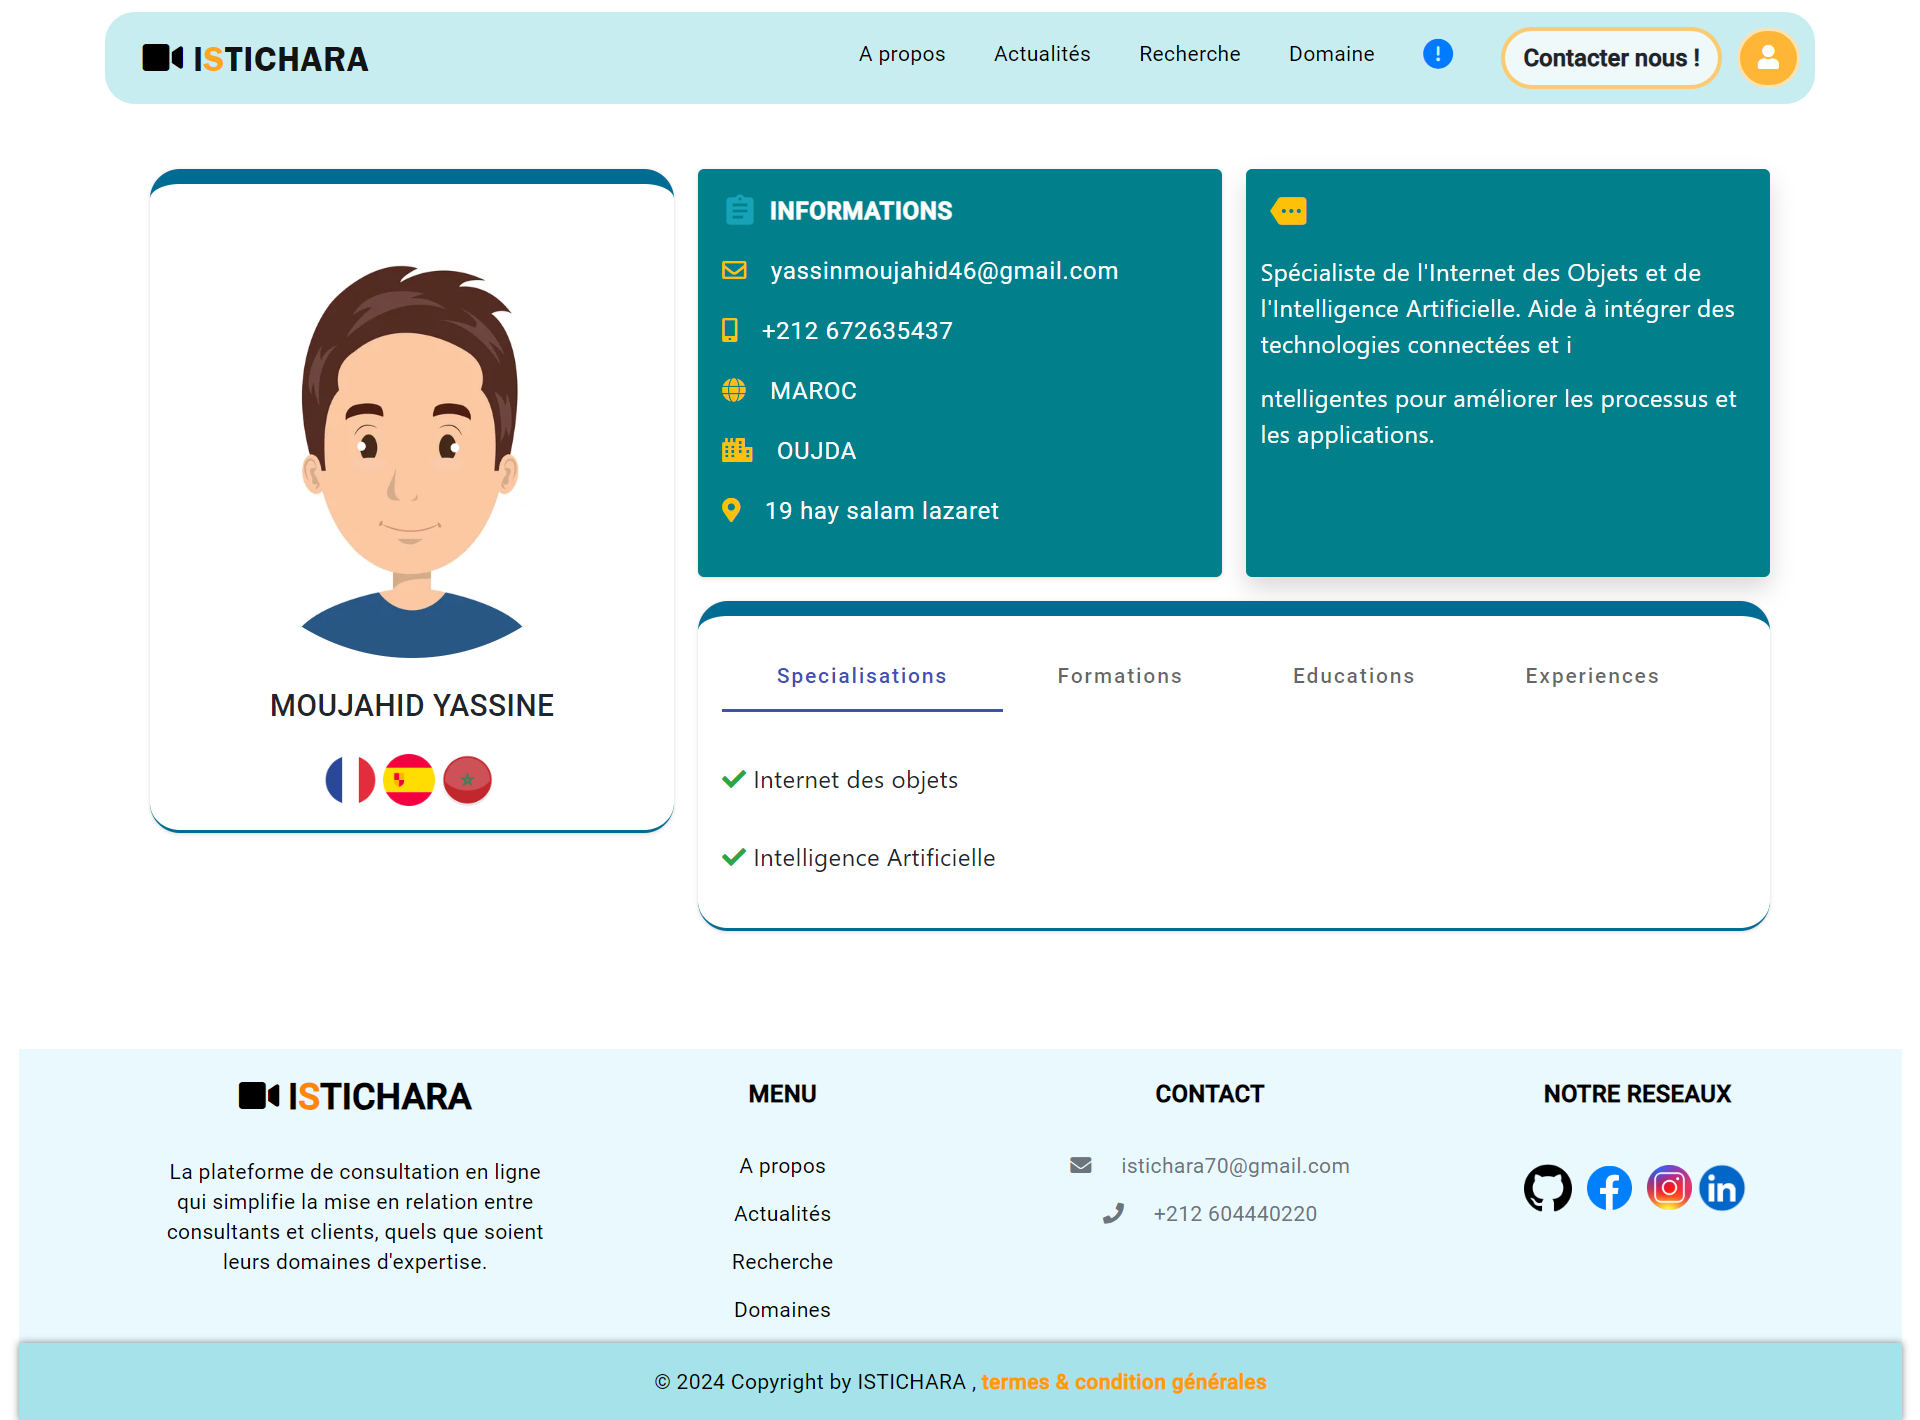 ISTICHARA
A propos
Actualités
Recherche
Domaine
Contacter nous !
MOUJAHID YASSINE
INFORMATIONS
yassinmoujahid46@gmail.com
+212 672635437
MAROC
OUJDA
19 hay salam lazaret
Spécialiste de l'Internet des Objets et de
l'Intelligence Artificielle. Aide à intégrer des
technologies connectées et i
ntelligentes pour améliorer les processus et
les applications.
Specialisations
Formations
Educations
Experiences
Internet des objets
Intelligence Artificielle
ISTICHARA
La plateforme de consultation en ligne
qui simplifie la mise en relation entre
consultants et clients, quels que soient
leurs domaines d'expertise.
MENU
A propos
Actualités
Recherche
Domaines
CONTACT
istichara70@gmail.com
+212 604440220
NOTRE RESEAUX
© 2024 Copyright by ISTICHARA , termes & condition générales